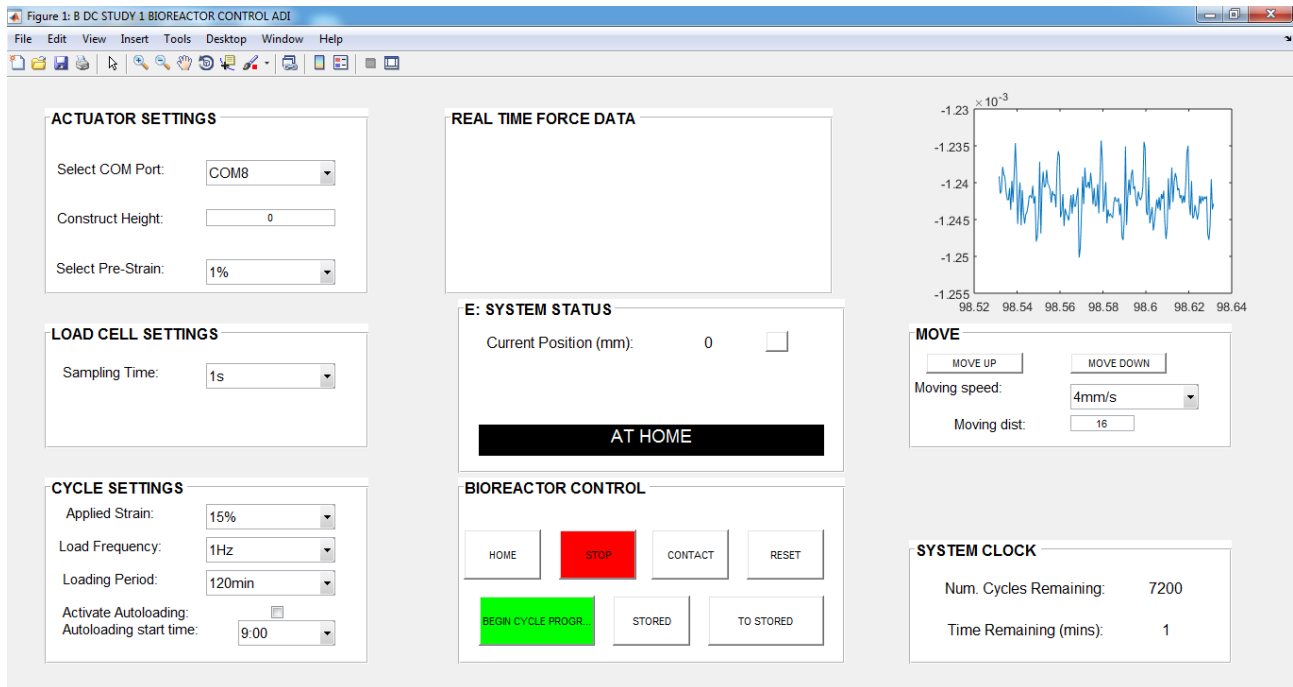 Figure 1: B DC STUDY 1 BIOREACTOR CONTROL ADI
File Edit View Insert Tools Desktop Window Help
ACTUATOR SETTINGS
Select COM Port: COM8
Construct Height: 0
Select Pre-Strain: 1%
LOAD CELL SETTINGS
Sampling Time: 1s
CYCLE SETTINGS
Applied Strain: 15%
Load Frequency: 1Hz
Loading Period: 120min
Activate Autoloading:
Autoloading start time: 9:00
REAL TIME FORCE DATA
E: SYSTEM STATUS
Current Position (mm): 0
AT HOME
BIOREACTOR CONTROL
HOME STOP CONTACT RESET
BEGIN CYCLE PROGR... STORED TO STORED
×10⁻³
-1.23
-1.235
-1.24
-1.245
-1.25
-1.255
98.52 98.54 98.56 98.58 98.6 98.62 98.64
MOVE
MOVE UP MOVE DOWN
Moving speed: 4mm/s
Moving dist: 16
SYSTEM CLOCK
Num. Cycles Remaining: 7200
Time Remaining (mins): 1